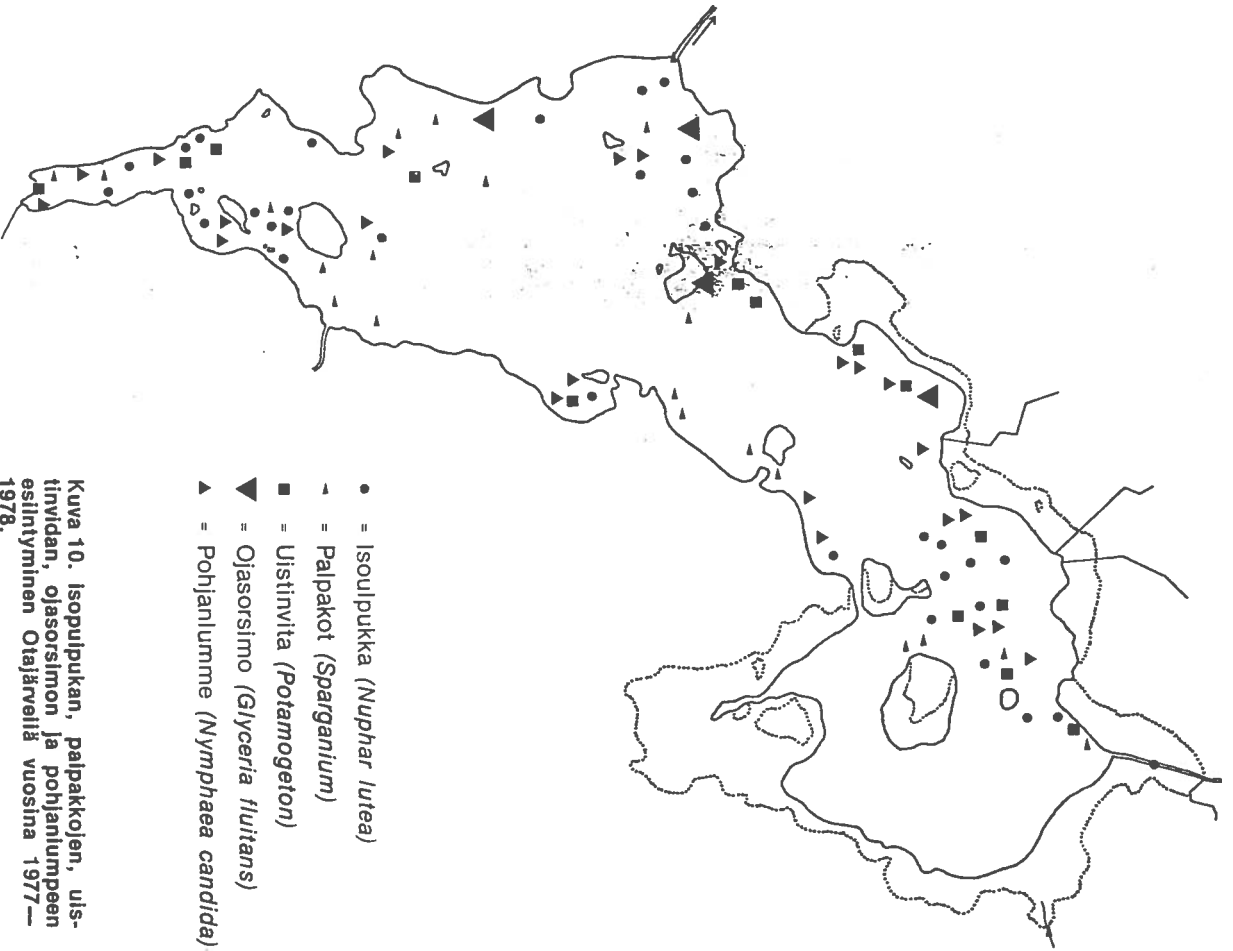 = Isoulpukka (Nuphar lutea)
= Palpakot (Sparganium)
= Uistinvita (Potamogeton)
= Ojasorsimo (Glyceria fluitans)
= Pohjanlumme (Nymphaea candida)
Kuva 10. Isopuipukan, palpakkojen, uis-
tinvidan, ojasorsimon ja pohjanlumpeen
esiintyminen Otajärvellä vuosina 1977—
1978.